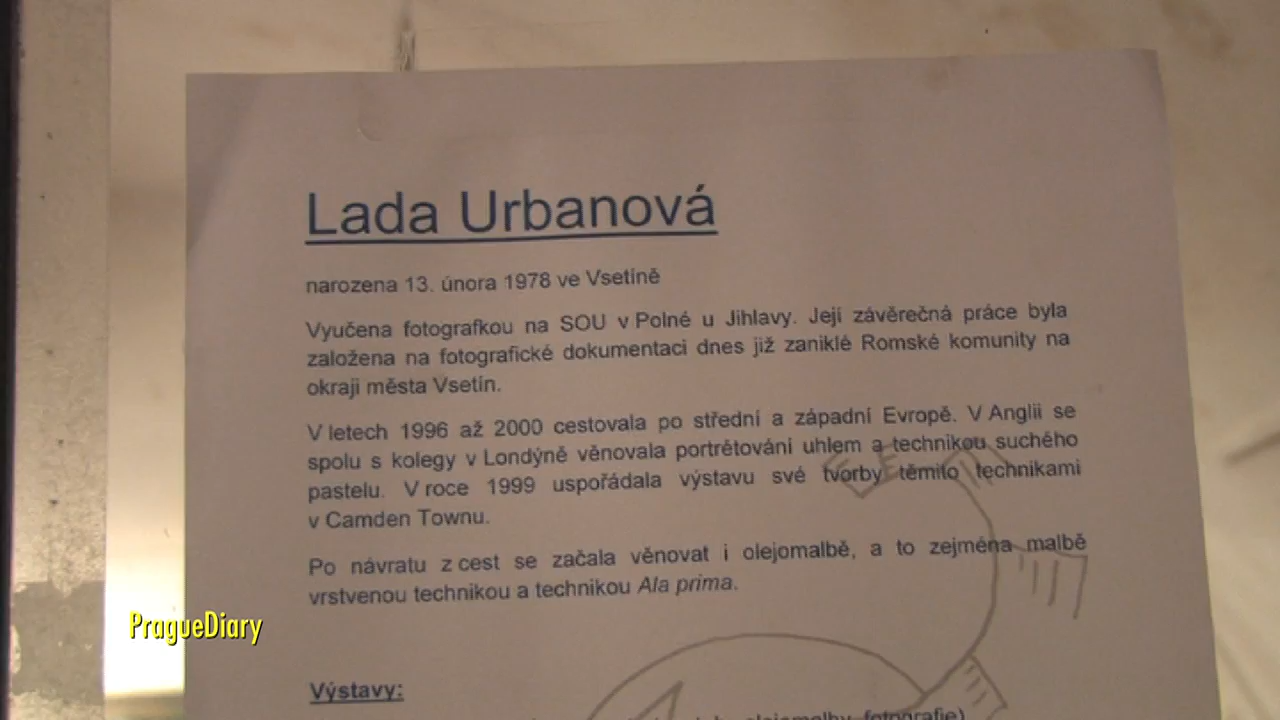 Lada Urbanová
narozena 13. února 1978 ve Vsetíně
Vyučena fotografkou na SOU v Polné u Jihlavy. Její závěrečná práce byla
založena na fotografické dokumentaci dnes již zaniklé Romské komunity na
okraji města Vsetín.
V letech 1996 až 2000 cestovala po střední a západní Evropě. V Anglii se
spolu s kolegy v Londýně věnovala portrétování uhlem a technikou suchého
pastelu. V roce 1999 uspořádala výstavu své tvorby těmito technikami
v Camden Townu.
Po návratu z cest se začala věnovat i olejomalbě, a to zejména malbě
vrstvenou technikou a technikou Ala prima.
PragueDiary
Výstavy:
olejomalby, fotografie)